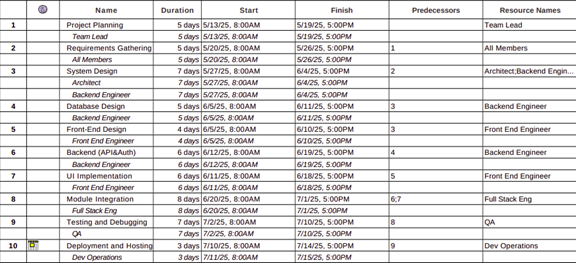 Name Duration Start Finish Predecessors Resource Names
1 Project Planning 5 days 5/13/25, 8:00AM 5/19/25, 5:00PM Team Lead
Team Lead 5 days 5/13/25, 8:00AM 5/19/25, 5:00PM
2 Requirements Gathering 5 days 5/20/25, 8:00AM 5/26/25, 5:00PM 1 All Members
All Members 5 days 5/20/25, 8:00AM 5/26/25, 5:00PM
3 System Design 7 days 5/27/25, 8:00AM 6/4/25, 5:00PM 2 Architect;Backend Engin...
Architect 7 days 5/27/25, 8:00AM 6/4/25, 5:00PM
Backend Engineer 7 days 5/27/25, 8:00AM 6/4/25, 5:00PM
4 Database Design 5 days 6/5/25, 8:00AM 6/11/25, 5:00PM 3 Backend Engineer
Backend Engineer 5 days 6/5/25, 8:00AM 6/11/25, 5:00PM
5 Front-End Design 4 days 6/5/25, 8:00AM 6/10/25, 5:00PM 3 Front End Engineer
Front End Engineer 4 days 6/5/25, 8:00AM 6/10/25, 5:00PM
6 Backend (API&Auth) 6 days 6/12/25, 8:00AM 6/19/25, 5:00PM 4 Backend Engineer
Backend Engineer 6 days 6/12/25, 8:00AM 6/19/25, 5:00PM
7 UI Implementation 6 days 6/11/25, 8:00AM 6/18/25, 5:00PM 5 Front End Engineer
Front End Engineer 6 days 6/11/25, 8:00AM 6/18/25, 5:00PM
8 Module Integration 8 days 6/20/25, 8:00AM 7/1/25, 5:00PM 6;7 Full Stack Eng
Full Stack Eng 8 days 6/20/25, 8:00AM 7/1/25, 5:00PM
9 Testing and Debugging 7 days 7/2/25, 8:00AM 7/10/25, 5:00PM 8 QA
QA 7 days 7/2/25, 8:00AM 7/10/25, 5:00PM
10 Deployment and Hosting 3 days 7/10/25, 8:00AM 7/14/25, 5:00PM 9 Dev Operations
Dev Operations 3 days 7/11/25, 8:00AM 7/15/25, 5:00PM